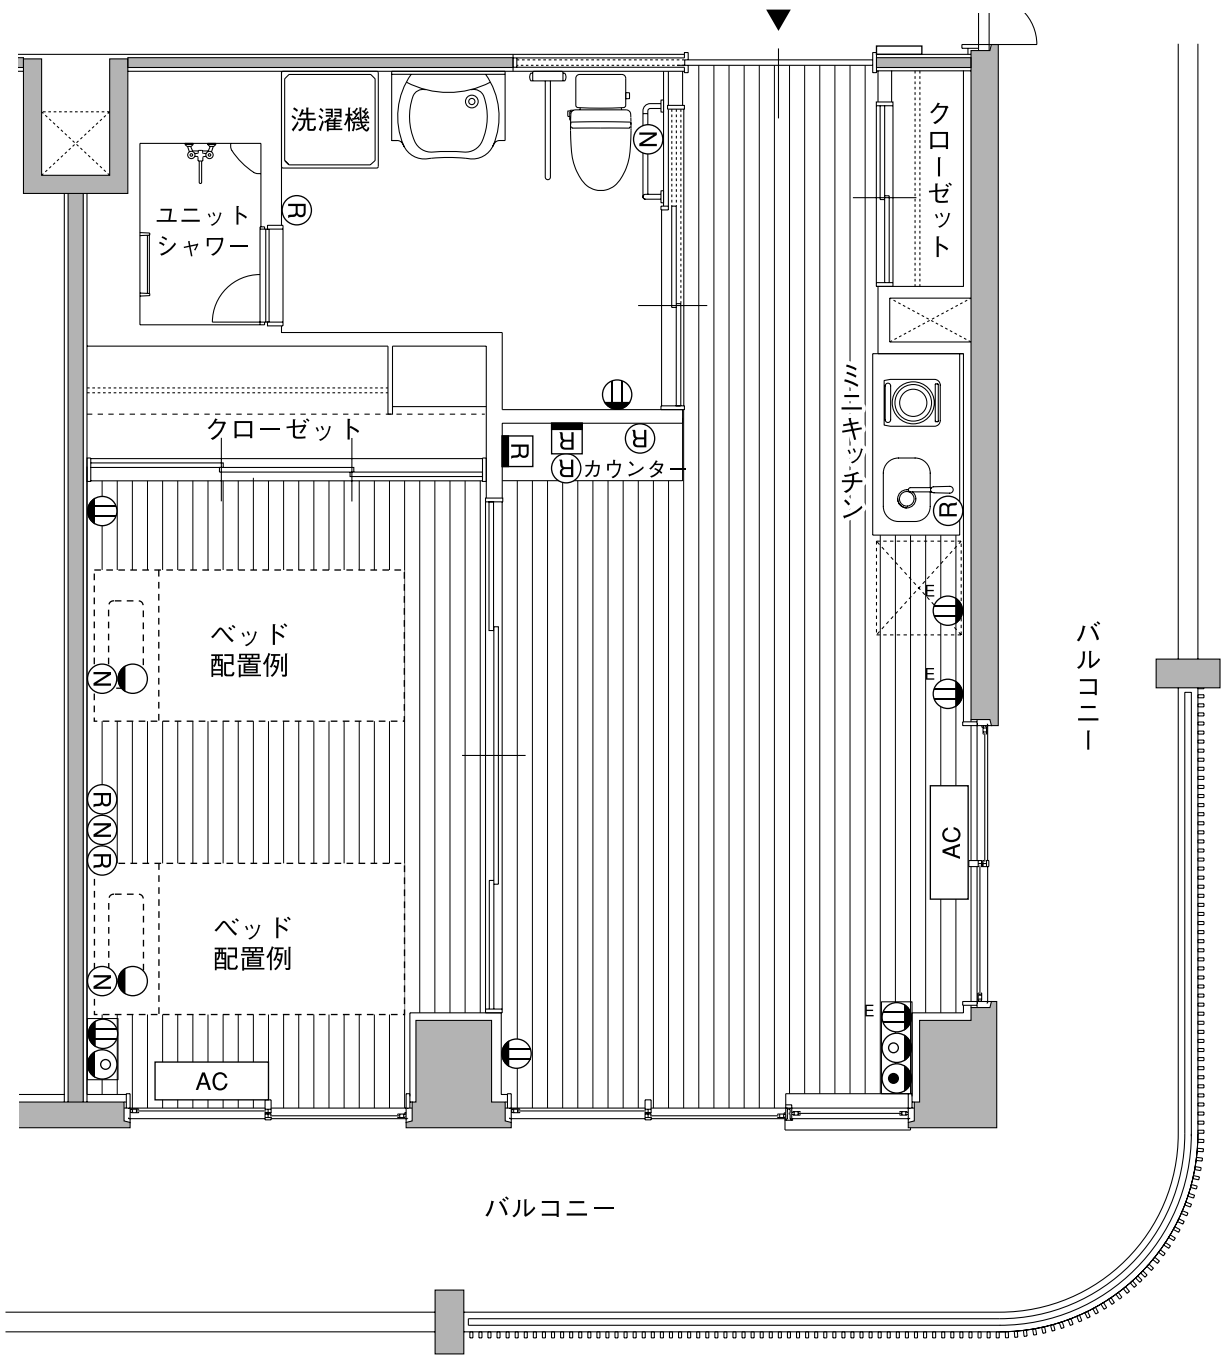 洗濯機
N
クローゼット
R
ユニット
シャワー
ミニキッチン
クローゼット
R
R
R
R
カウンター
R
E
ベッド
配置例
N
E
バルコニー
R
N
R
AC
ベッド
配置例
N
E
AC
バルコニー